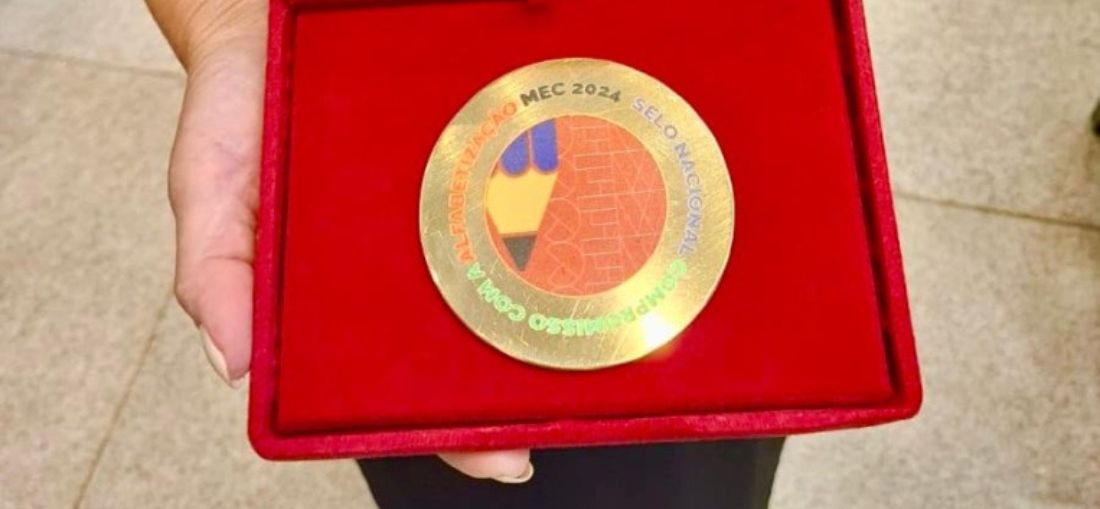 MEC 2024
SELO NACIONAL
COMPROMISSO COM A
ALFABETIZAÇÃO